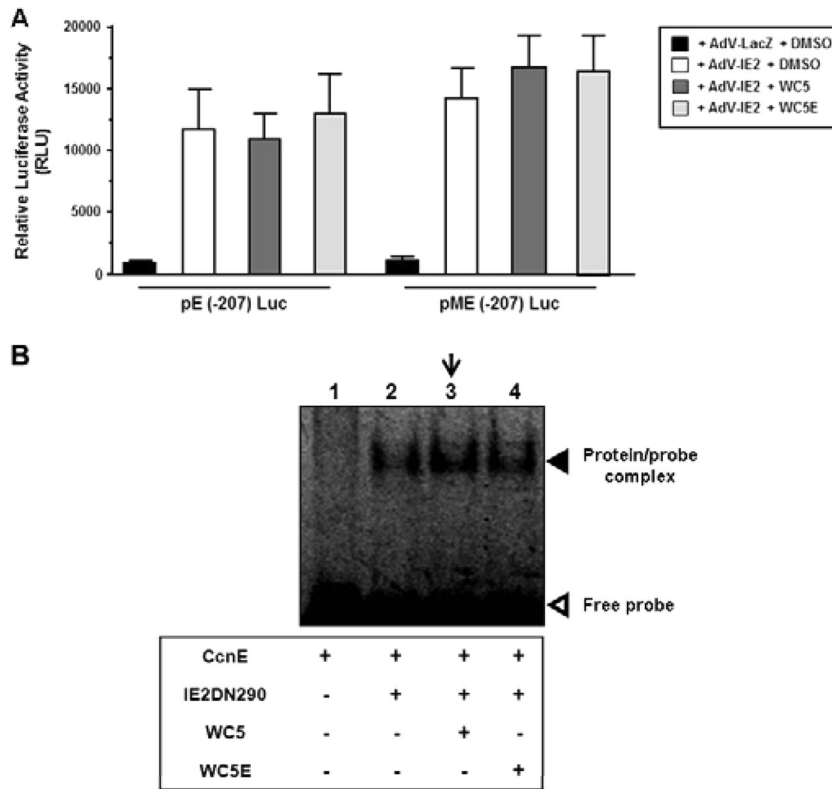 A
Relative Luciferase Activity
(RLU)
20000
15000
10000
5000
0
pE (-207) Luc
pME (-207) Luc
+ AdV-LacZ + DMSO
+ AdV-IE2 + DMSO
+ AdV-IE2 + WC5
+ AdV-IE2 + WC5E
B
1 2 3 4
Protein/probe
complex
Free probe
CcnE + + + +
IE2DN290 - + + +
WC5 - - + -
WC5E - - - +